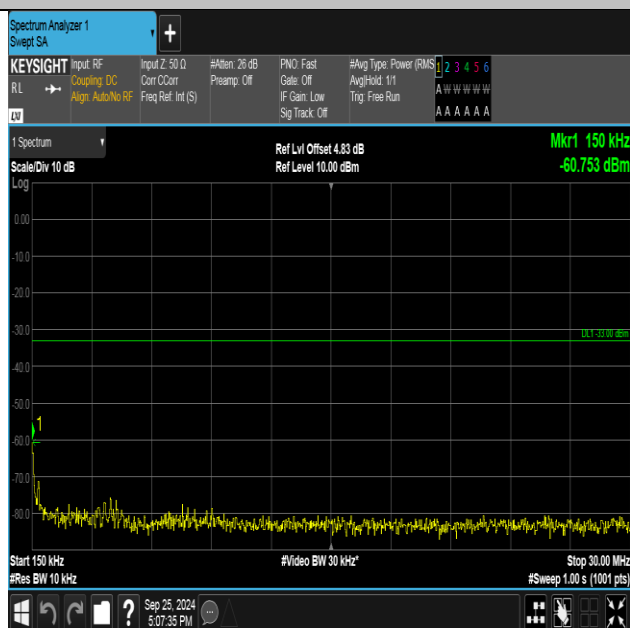 Spectrum Analyzer 1
Swept SA
+
KEYSIGHT
RL
LXI
Input: RF
Coupling: DC
Align: Auto/No RF
Input Z: 50 Ω
Corr CCorr
Freq Ref: Int (S)
#Atten: 26 dB
Preamp: Off
PNO: Fast
Gate: Off
IF Gain: Low
Sig Track: Off
#Avg Type: Power (RMS
Avg|Hold: 1/1
Trig: Free Run
1 2 3 4 5 6
A W W W W W
A A A A A A
1 Spectrum
Scale/Div 10 dB
Ref Lvl Offset 4.83 dB
Ref Level 10.00 dBm
Mkr1 150 kHz
-60.753 dBm
Log
0.00
-10.0
-20.0
-30.0
DL1 -33.00 dBm
-40.0
-50.0
1
-60.0
-70.0
-80.0
Start 150 kHz
#Video BW 30 kHz*
Stop 30.00 MHz
#Res BW 10 kHz
#Sweep 1.00 s (1001 pts)
?
Sep 25, 2024
5:07:35 PM